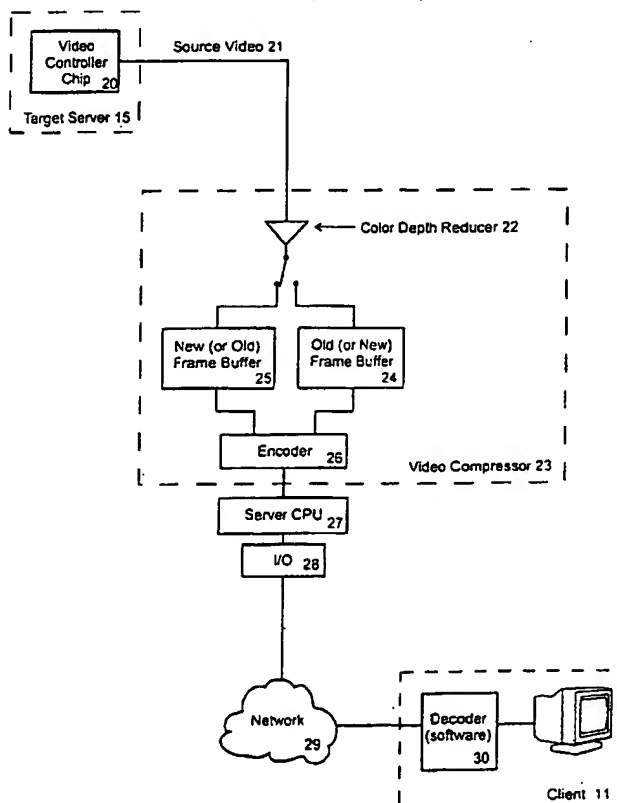 Video
Controller
Chip 20
Target Server 15
Source Video 21
Color Depth Reducer 22
New (or Old)
Frame Buffer
25
Old (or New)
Frame Buffer
24
Encoder 26
Video Compressor 23
Server CPU 27
I/O 28
Network
29
Decoder
(software)
30
Client 11